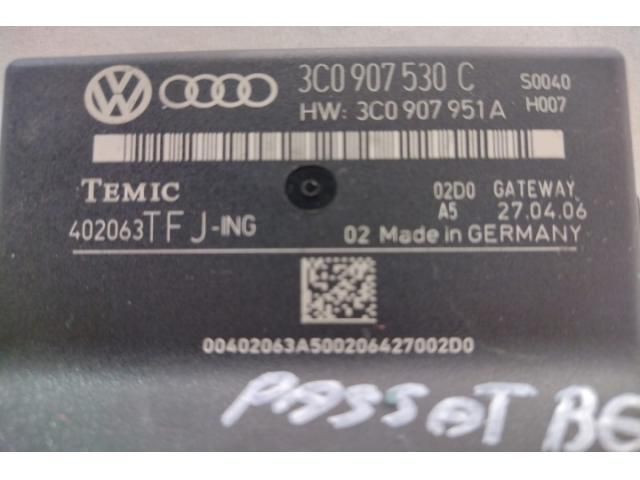 3C0 907 530 C S0040
HW: 3C0 907 951 A H007
TEMIC 02D0 GATEWAY
402063TFJ-ING A5 27.04.06
02 Made in GERMANY
00402063A500206427002D0
PASSAT B6